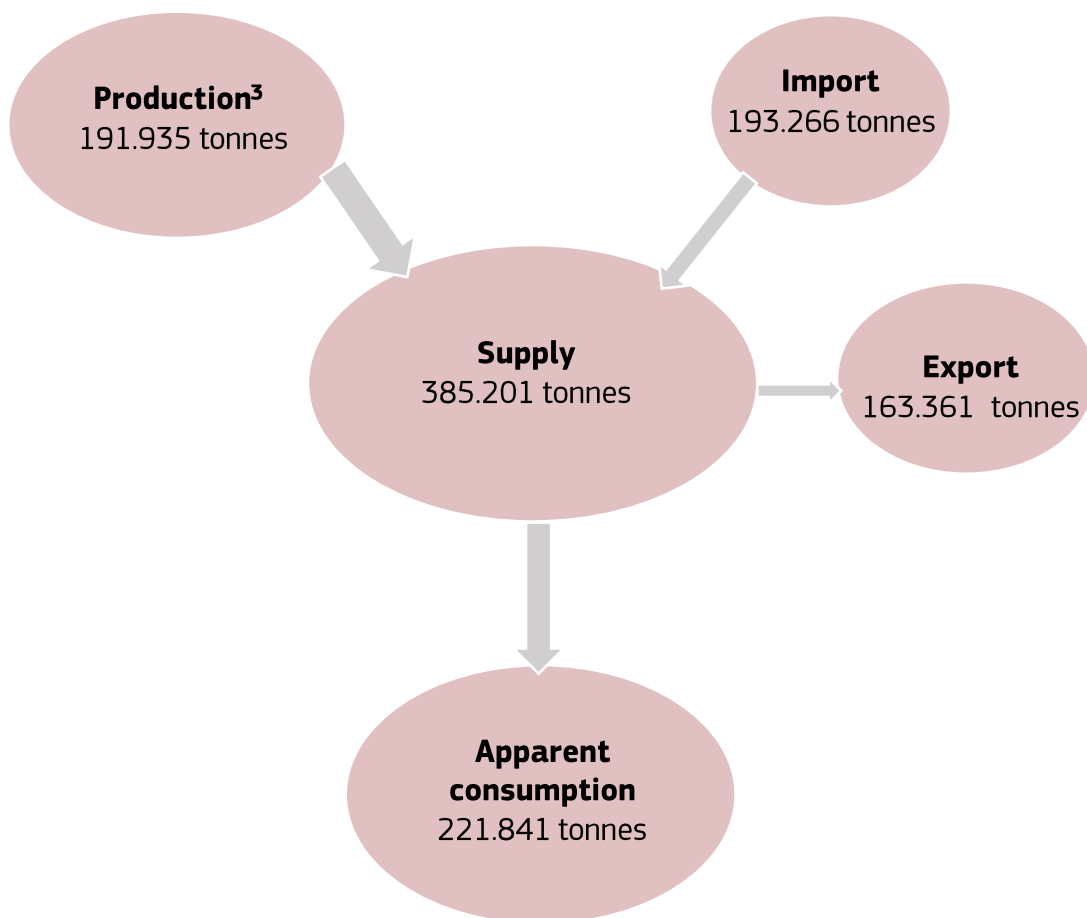 Production³
191.935 tonnes
Import
193.266 tonnes
Supply
385.201 tonnes
Export
163.361 tonnes
Apparent
consumption
221.841 tonnes